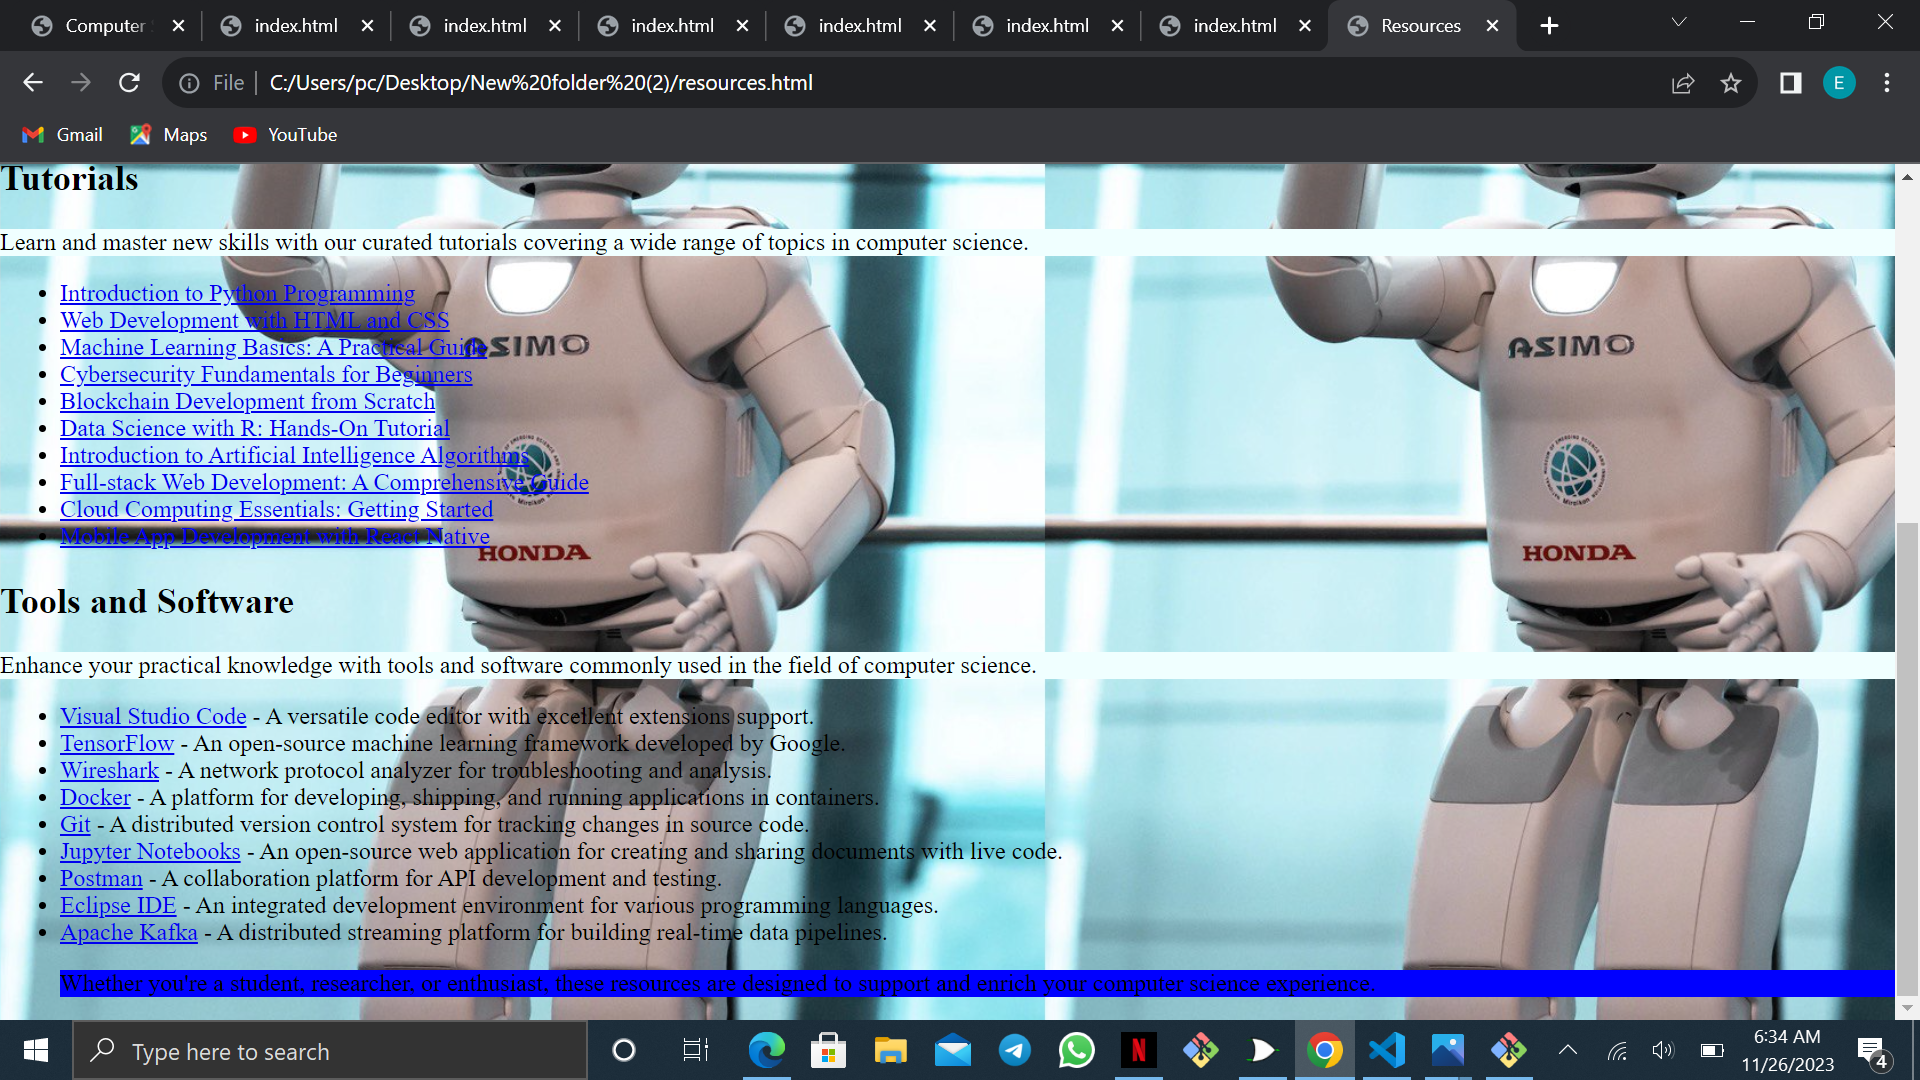 Computer
index.html
index.html
index.html
index.html
index.html
index.html
Resources
File
C:/Users/pc/Desktop/New%20folder%20(2)/resources.html
E
Gmail
Maps
YouTube
Tutorials
Learn and master new skills with our curated tutorials covering a wide range of topics in computer science.
Introduction to Python Programming
Web Development with HTML and CSS
Machine Learning Basics: A Practical Guide
Cybersecurity Fundamentals for Beginners
Blockchain Development from Scratch
Data Science with R: Hands-On Tutorial
Introduction to Artificial Intelligence Algorithms
Full-stack Web Development: A Comprehensive Guide
Cloud Computing Essentials: Getting Started
Mobile App Development with React Native
ASIMO
HONDA
ASIMO
HONDA
Tools and Software
Enhance your practical knowledge with tools and software commonly used in the field of computer science.
Visual Studio Code - A versatile code editor with excellent extensions support.
TensorFlow - An open-source machine learning framework developed by Google.
Wireshark - A network protocol analyzer for troubleshooting and analysis.
Docker - A platform for developing, shipping, and running applications in containers.
Git - A distributed version control system for tracking changes in source code.
Jupyter Notebooks - An open-source web application for creating and sharing documents with live code.
Postman - A collaboration platform for API development and testing.
Eclipse IDE - An integrated development environment for various programming languages.
Apache Kafka - A distributed streaming platform for building real-time data pipelines.
Whether you're a student, researcher, or enthusiast, these resources are designed to support and enrich your computer science experience.
Type here to search
N
6:34 AM
11/26/2023
4